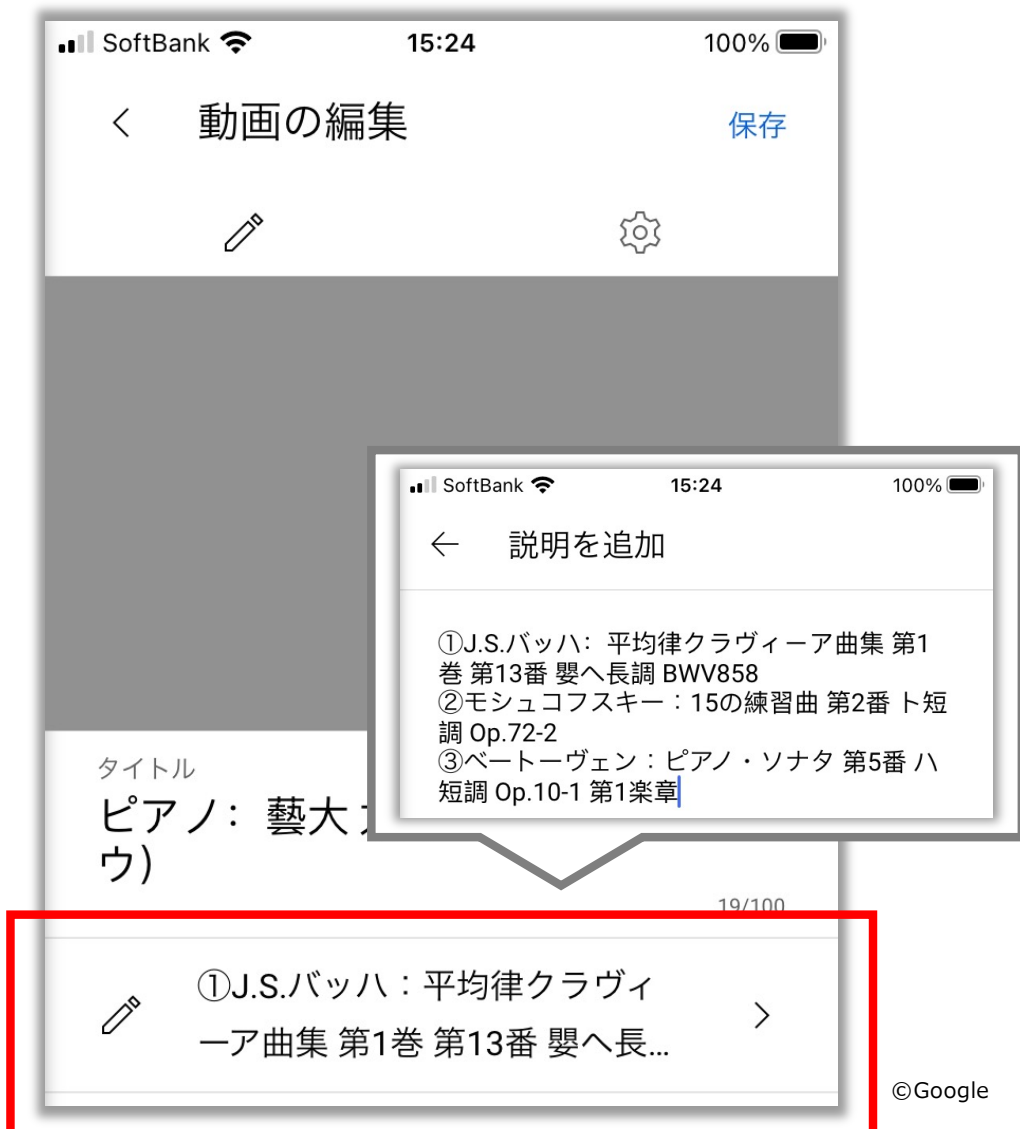 SoftBank 15:24 100%
動画の編集 保存
SoftBank 15:24 100%
説明を追加
①J.S.バッハ: 平均律クラヴィーア曲集 第1
巻 第13番 嬰ヘ長調 BWV858
②モシュコフスキー：15の練習曲 第2番 ト短
調 Op.72-2
③ベートーヴェン：ピアノ・ソナタ 第5番 ハ
短調 Op.10-1 第1楽章
タイトル
ピアノ: 藝大
ウ)
19/100
①J.S.バッハ：平均律クラヴィ
ーア曲集 第1巻 第13番 嬰ヘ長...
©Google